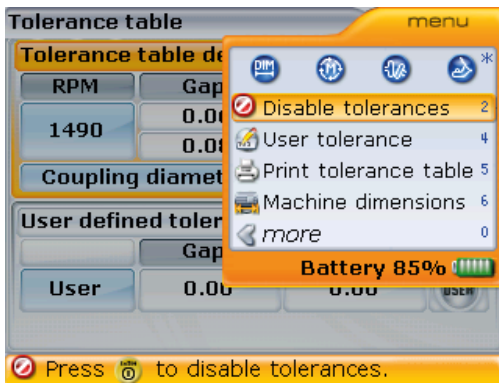 Tolerance table
menu
Tolerance table de
RPM Gap
1490 0.0
0.0
Coupling diamet
User defined toler
Gap
User 0.00 0.00 USER
*
Disable tolerances 2
User tolerance 4
Print tolerance table 5
Machine dimensions 6
more 0
Battery 85%
Press to disable tolerances.